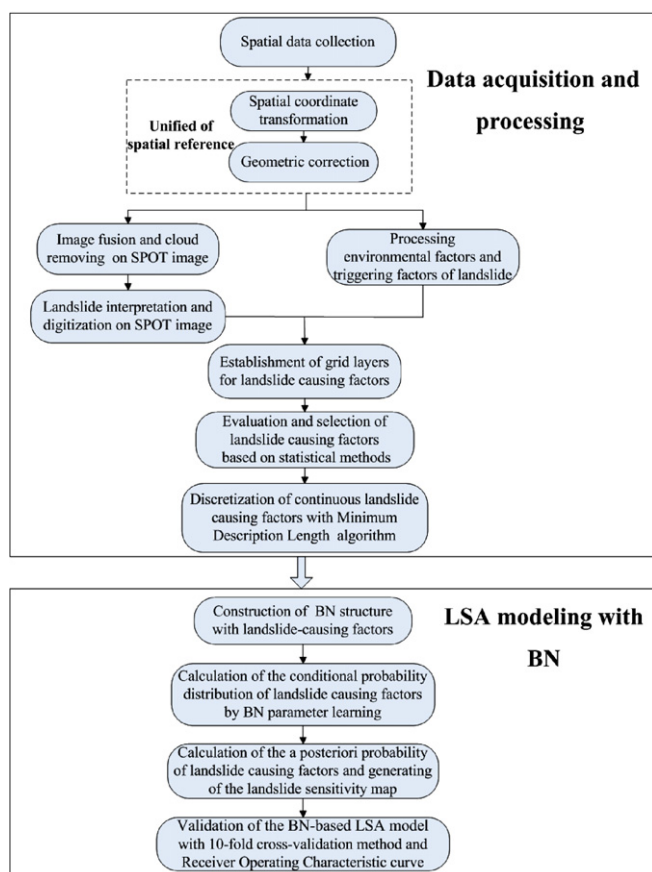 Spatial data collection
Data acquisition and
processing
Unified of
spatial reference
Spatial coordinate
transformation
Geometric correction
Image fusion and cloud
removing on SPOT image
Processing
environmental factors and
triggering factors of landslide
Landslide interpretation and
digitization on SPOT image
Establishment of grid layers
for landslide causing factors
Evaluation and selection of
landslide causing factors
based on statistical methods
Discretization of continuous landslide
causing factors with Minimum
Description Length algorithm
LSA modeling with
BN
Construction of BN structure
with landslide-causing factors
Calculation of the conditional probability
distribution of landslide causing factors
by BN parameter learning
Calculation of the a posteriori probability
of landslide causing factors and generating
of the landslide sensitivity map
Validation of the BN-based LSA model
with 10-fold cross-validation method and
Receiver Operating Characteristic curve